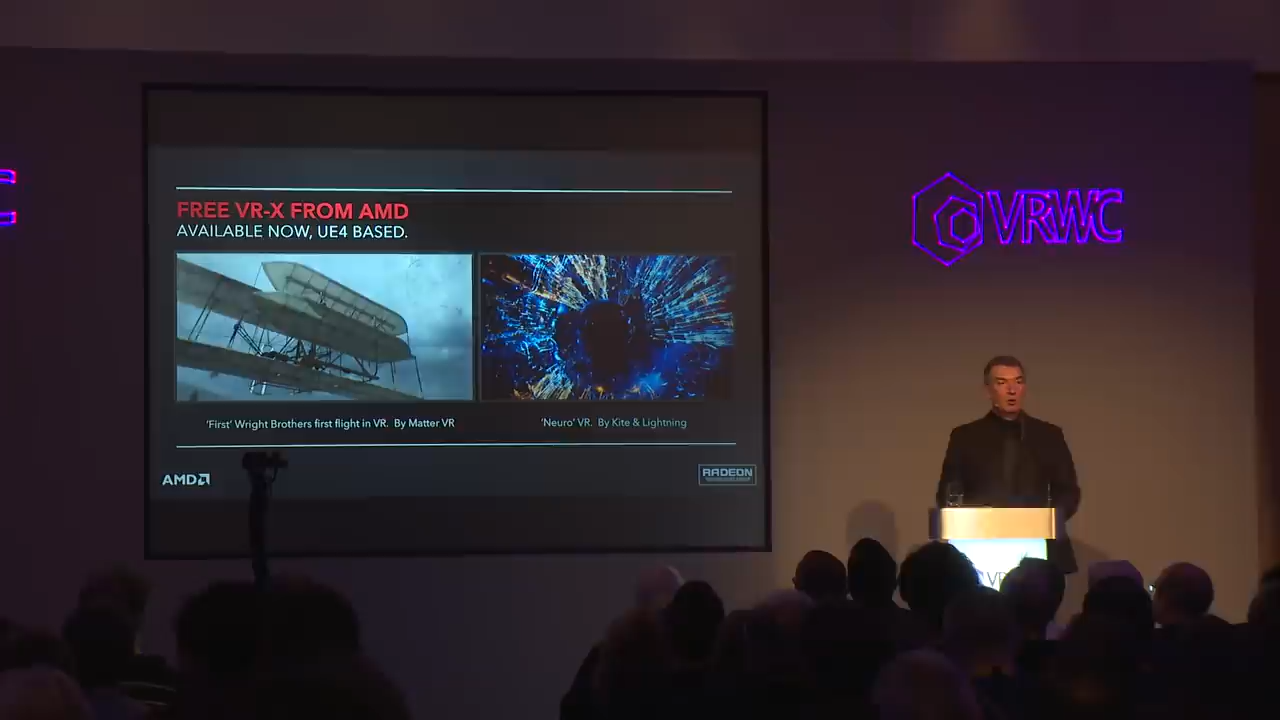 FREE VR-X FROM AMD
AVAILABLE NOW, UE4 BASED.
'First' Wright Brothers first flight in VR. By Matter VR
'Neuro' VR. By Kite & Lightning
AMD
RADEON
VRWC